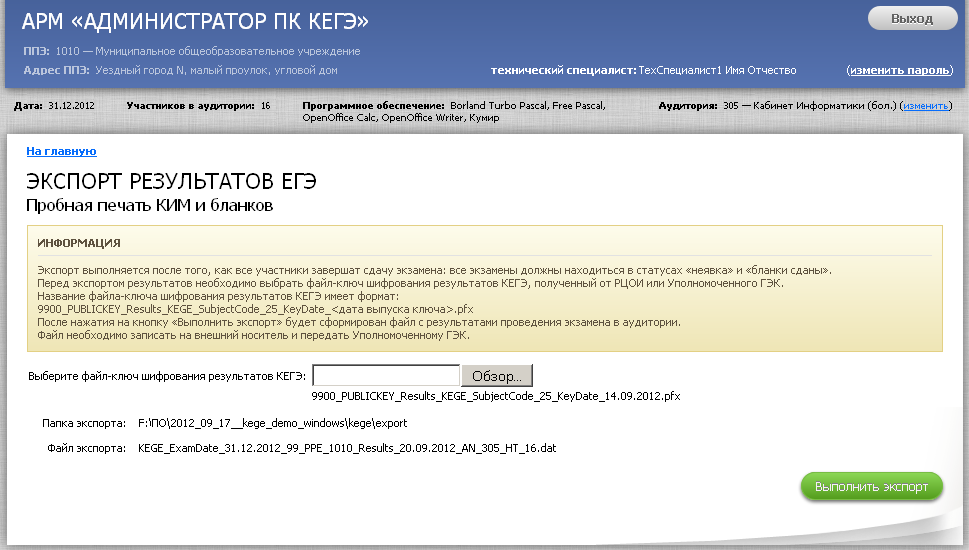 АРМ «АДМИНИСТРАТОР ПК КЕГЭ»
Выход
ППЭ: 1010 — Муниципальное общеобразовательное учреждение
Адрес ППЭ: Уездный город N, малый проулок, угловой дом
технический специалист: ТехСпециалист1 Имя Отчество
(изменить пароль)
Дата: 31.12.2012
Участников в аудитории: 16
Программное обеспечение: Borland Turbo Pascal, Free Pascal,
OpenOffice Calc, OpenOffice Writer, Кумир
Аудитория: 305 — Кабинет Информатики (бол.) (изменить)
На главную
ЭКСПОРТ РЕЗУЛЬТАТОВ ЕГЭ
Пробная печать КИМ и бланков
ИНФОРМАЦИЯ
Экспорт выполняется после того, как все участники завершат сдачу экзамена: все экзамены должны находиться в статусах «неявка» и «бланки сданы».
Перед экспортом результатов необходимо выбрать файл-ключ шифрования результатов КЕГЭ, полученный от РЦОИ или Уполномоченного ГЭК.
Название файла-ключа шифрования результатов КЕГЭ имеет формат:
9900_PUBLICKEY_Results_KEGE_SubjectCode_25_KeyDate_<дата выпуска ключа>.pfx
После нажатия на кнопку «Выполнить экспорт» будет сформирован файл с результатами проведения экзамена в аудитории.
Файл необходимо записать на внешний носитель и передать Уполномоченному ГЭК.
Выберите файл-ключ шифрования результатов КЕГЭ:
Обзор...
9900_PUBLICKEY_Results_KEGE_SubjectCode_25_KeyDate_14.09.2012.pfx
Папка экспорта: F:\ПО\2012_09_17__kege_demo_windows\kege\export
Файл экспорта: KEGE_ExamDate_31.12.2012_99_PPE_1010_Results_20.09.2012_AN_305_HT_16.dat
Выполнить экспорт